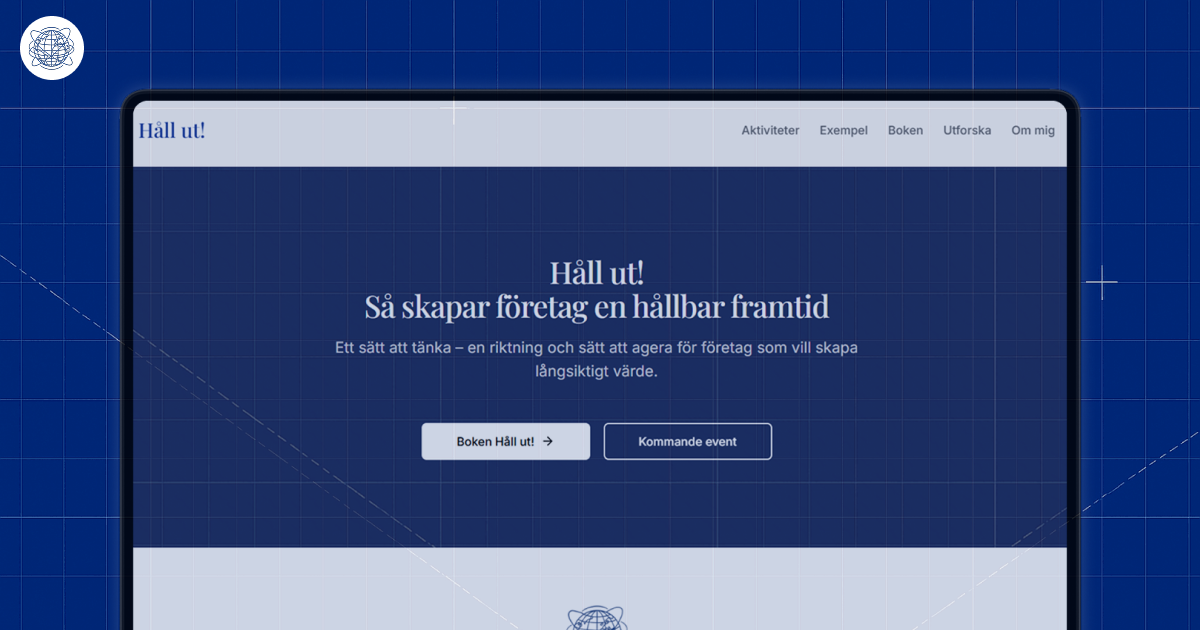 Håll ut!
Aktiviteter Exempel Boken Utforska Om mig
Håll ut!
Så skapar företag en hållbar framtid
Ett sätt att tänka – en riktning och sätt att agera för företag som vill skapa
långsiktigt värde.
Boken Håll ut! →
Kommande event